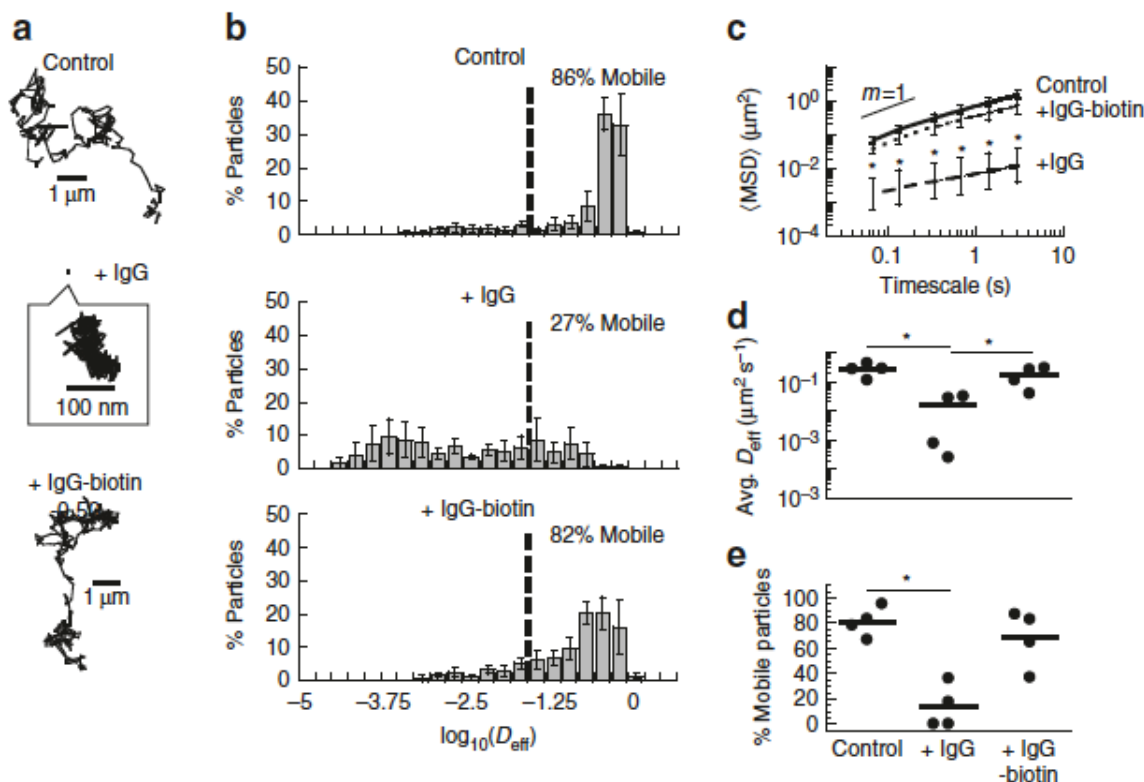 a
Control
1 μm
+ IgG
100 nm
+ IgG-biotin
-0.50
1 μm
b
Control
86% Mobile
% Particles
50
40
30
20
10
0
+ IgG
27% Mobile
% Particles
50
40
30
20
10
0
+ IgG-biotin
82% Mobile
% Particles
50
40
30
20
10
0
−5 −3.75 −2.5 −1.25 0
log10(Deff)
c
m=1
Control
+IgG-biotin
+IgG
* * * * * *
⟨MSD⟩ (μm²)
10⁰
10⁻²
10⁻⁴
0.1 1 10
Timescale (s)
d
* *
Avg. Deff (μm² s⁻¹)
10⁻¹
10⁻³
10⁻³
e
*
% Mobile particles
100
80
60
40
20
0
Control + IgG + IgG
-biotin